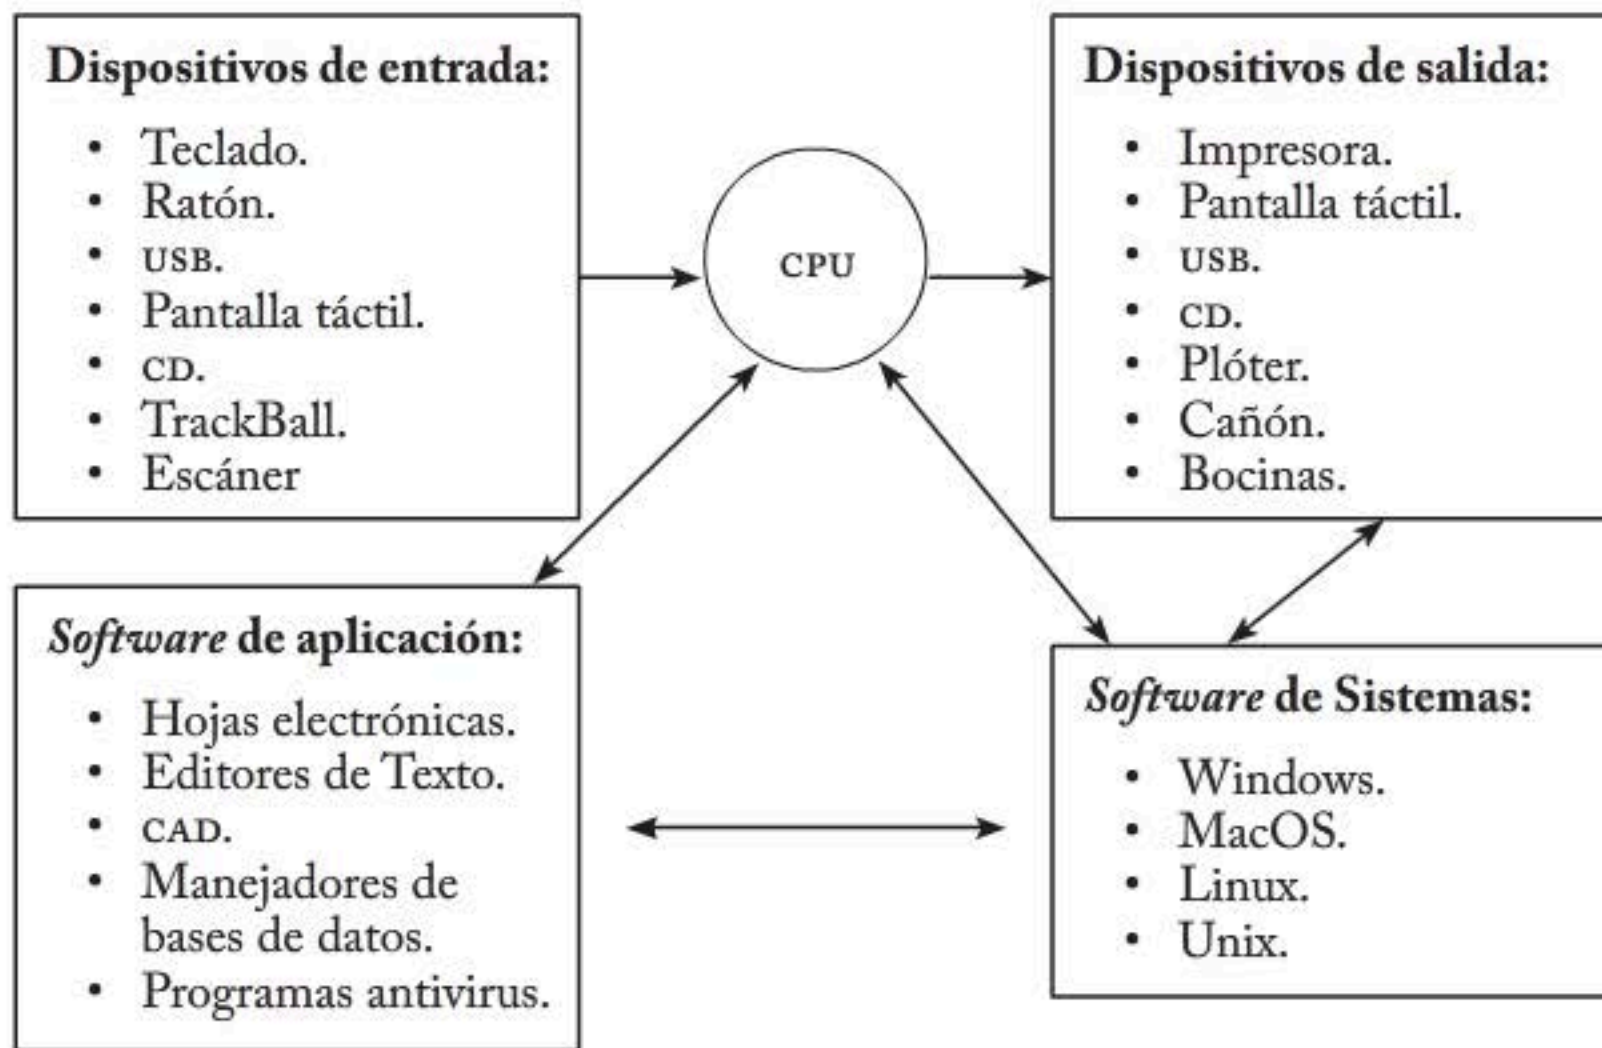 Dispositivos de entrada:
• Teclado.
• Ratón.
• USB.
• Pantalla táctil.
• CD.
• TrackBall.
• Escáner
CPU
Dispositivos de salida:
• Impresora.
• Pantalla táctil.
• USB.
• CD.
• Plóter.
• Cañón.
• Bocinas.
Software de aplicación:
• Hojas electrónicas.
• Editores de Texto.
• CAD.
• Manejadores de
bases de datos.
• Programas antivirus.
Software de Sistemas:
• Windows.
• MacOS.
• Linux.
• Unix.